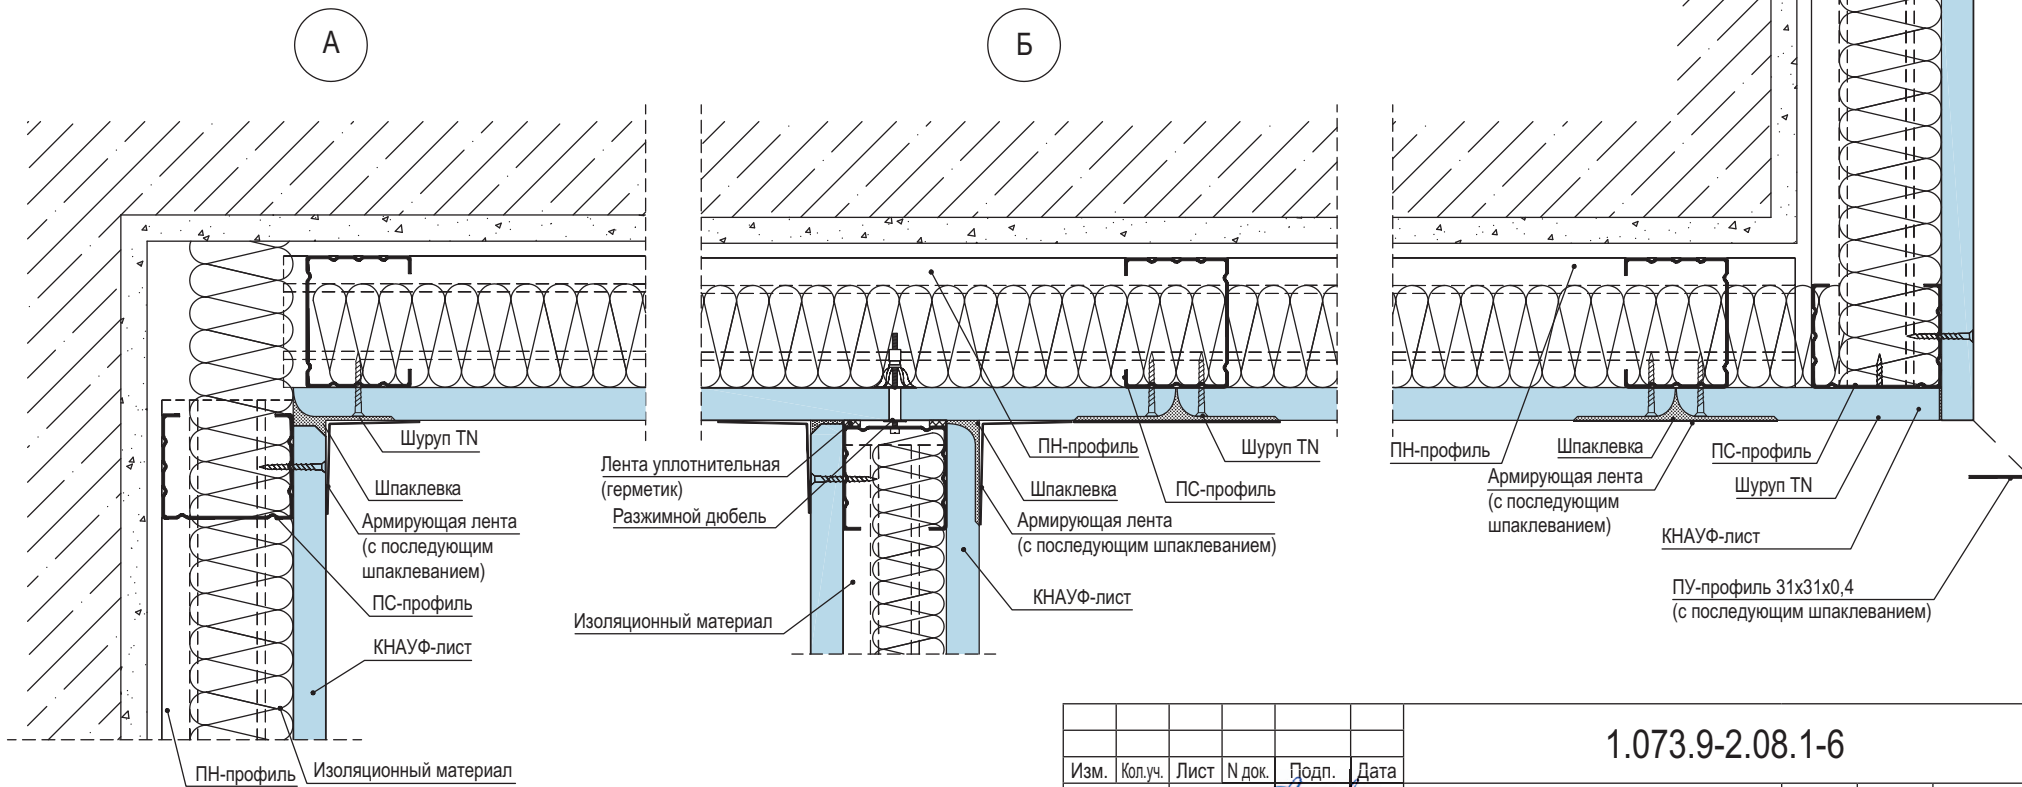 А
Б
Шуруп TN
Шпаклевка
Армирующая лента
(с последующим
шпаклеванием)
ПС-профиль
КНАУФ-лист
ПН-профиль
Изоляционный материал
Лента уплотнительная
(герметик)
Разжимной дюбель
Изоляционный материал
ПН-профиль
Шуруп TN
Шпаклевка
ПС-профиль
Армирующая лента
(с последующим шпаклеванием)
КНАУФ-лист
ПН-профиль
Шпаклевка
Армирующая лента
(с последующим
шпаклеванием)
ПС-профиль
Шуруп TN
КНАУФ-лист
ПУ-профиль 31x31x0,4
(с последующим шпаклеванием)
1.073.9-2.08.1-6
Изм. Кол.уч. Лист N док. Подп. Дата